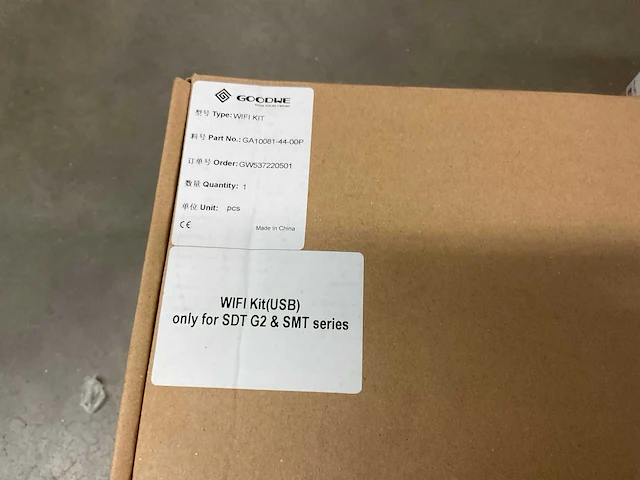 GOODWE
型号 Type: WIFI KIT
料号 Part No.: GA10081-44-00P
订单号 Order: GW537220501
数量 Quantity: 1
单位 Unit: pcs
CE Made in China
WIFI Kit(USB)
only for SDT G2 & SMT series